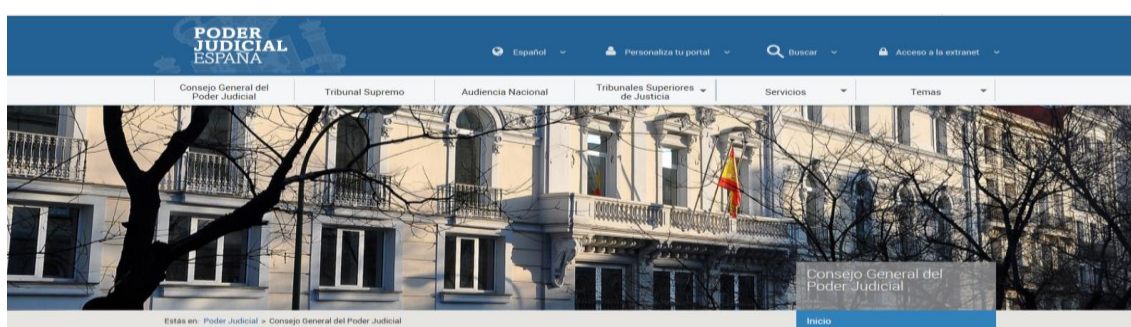 PODER
JUDICIAL
ESPAÑA
Español
Personaliza tu portal
Buscar
Acceso a la extranet
Consejo General del
Poder Judicial
Tribunal Supremo
Audiencia Nacional
Tribunales Superiores
de Justicia
Servicios
Temas
Consejo General del
Poder Judicial
Estás en: Poder Judicial » Consejo General del Poder Judicial
Inicio